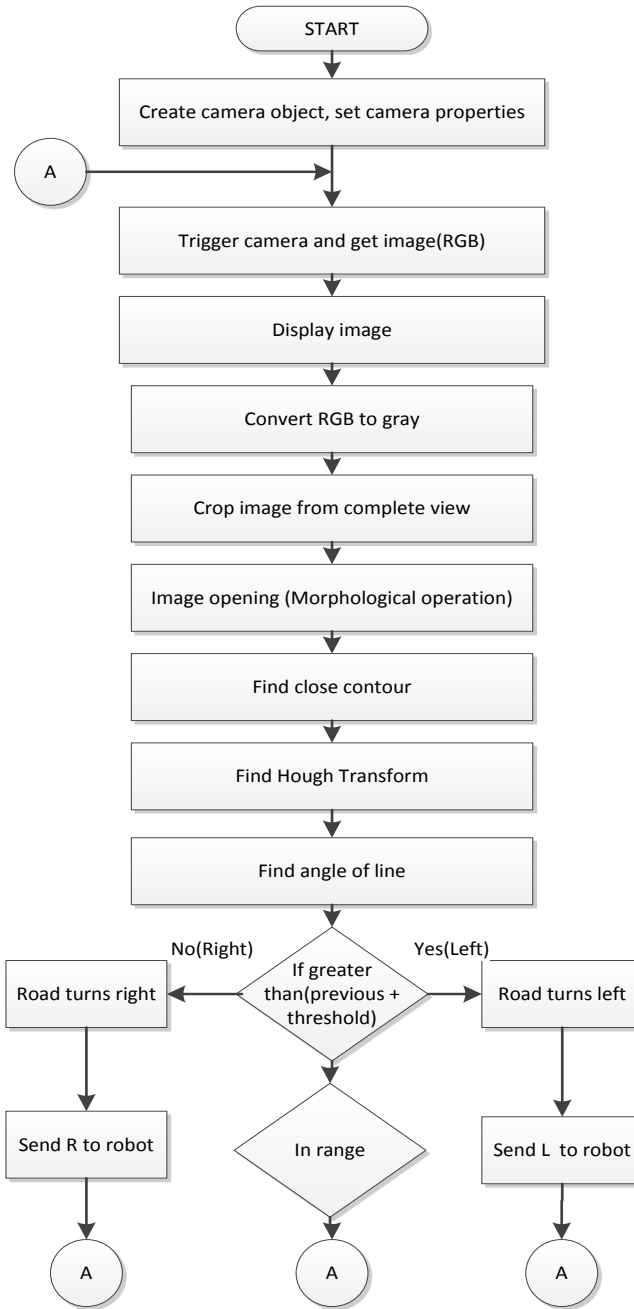 START
Create camera object, set camera properties
A
Trigger camera and get image(RGB)
Display image
Convert RGB to gray
Crop image from complete view
Image opening (Morphological operation)
Find close contour
Find Hough Transform
Find angle of line
No(Right)
Yes(Left)
If greater
than(previous +
threshold)
Road turns right
Road turns left
Send R to robot
In range
Send L  to robot
A
A
A